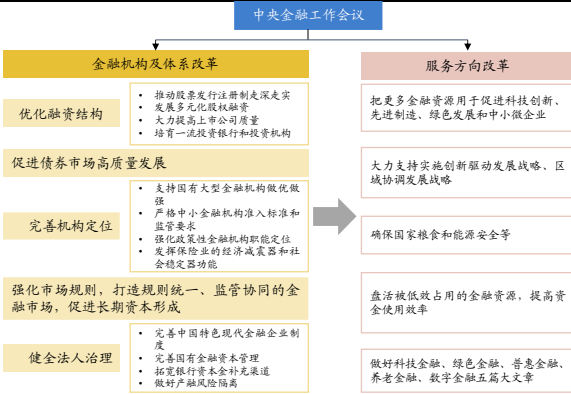 中央金融工作会议
金融机构及体系改革
优化融资结构
• 推动股票发行注册制走深走实
• 发展多元化股权融资
• 大力提高上市公司质量
• 培育一流投资银行和投资机构
促进债券市场高质量发展
完善机构定位
• 支持国有大型金融机构做优做
强
• 严格中小金融机构准入标准和
监管要求
• 强化政策性金融机构职能定位
• 发挥保险业的经济减震器和社
会稳定器功能
强化市场规则，打造规则统一、监管协同的金
融市场，促进长期资本形成
健全法人治理
• 完善中国特色现代金融企业制
度
• 完善国有金融资本管理
• 拓宽银行资本金补充渠道
• 做好产融风险隔离
服务方向改革
把更多金融资源用于促进科技创新、
先进制造、绿色发展和中小微企业
大力支持实施创新驱动发展战略、区
域协调发展战略
确保国家粮食和能源安全等
盘活被低效占用的金融资源，提高资
金使用效率
做好科技金融、绿色金融、普惠金融、
养老金融、数字金融五篇大文章